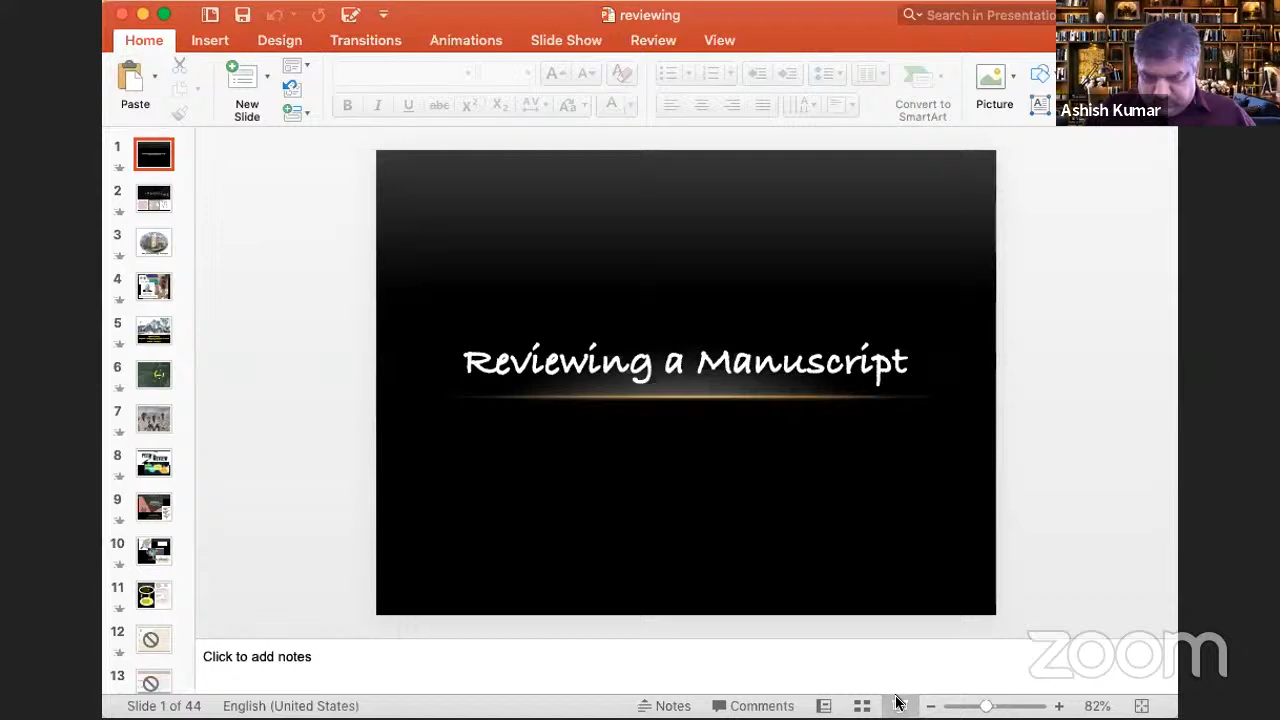 reviewing
Search in Presentatio
Home Insert Design Transitions Animations Slide Show Review View
Paste
New
Slide
Convert to
SmartArt
Picture
Ashish Kumar
1
2
3
4
5
6
7
8
9
10
11
12
13
Reviewing a Manuscript
Click to add notes
zoom
Slide 1 of 44 English (United States) Notes Comments 82%